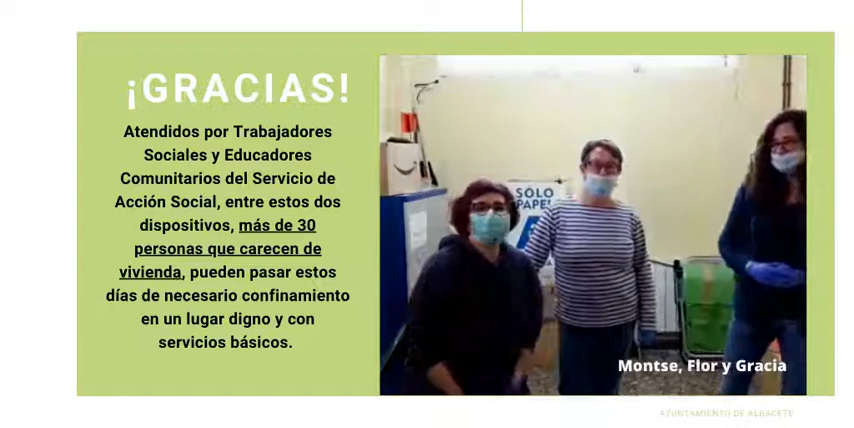 ¡GRACIAS!
Atendidos por Trabajadores
Sociales y Educadores
Comunitarios del Servicio de
Acción Social, entre estos dos
dispositivos, más de 30
personas que carecen de
vivienda, pueden pasar estos
días de necesario confinamiento
en un lugar digno y con
servicios básicos.
SÓLO
PAPEL
Montse, Flor y Gracia
AYUNTAMIENTO DE ALBACETE